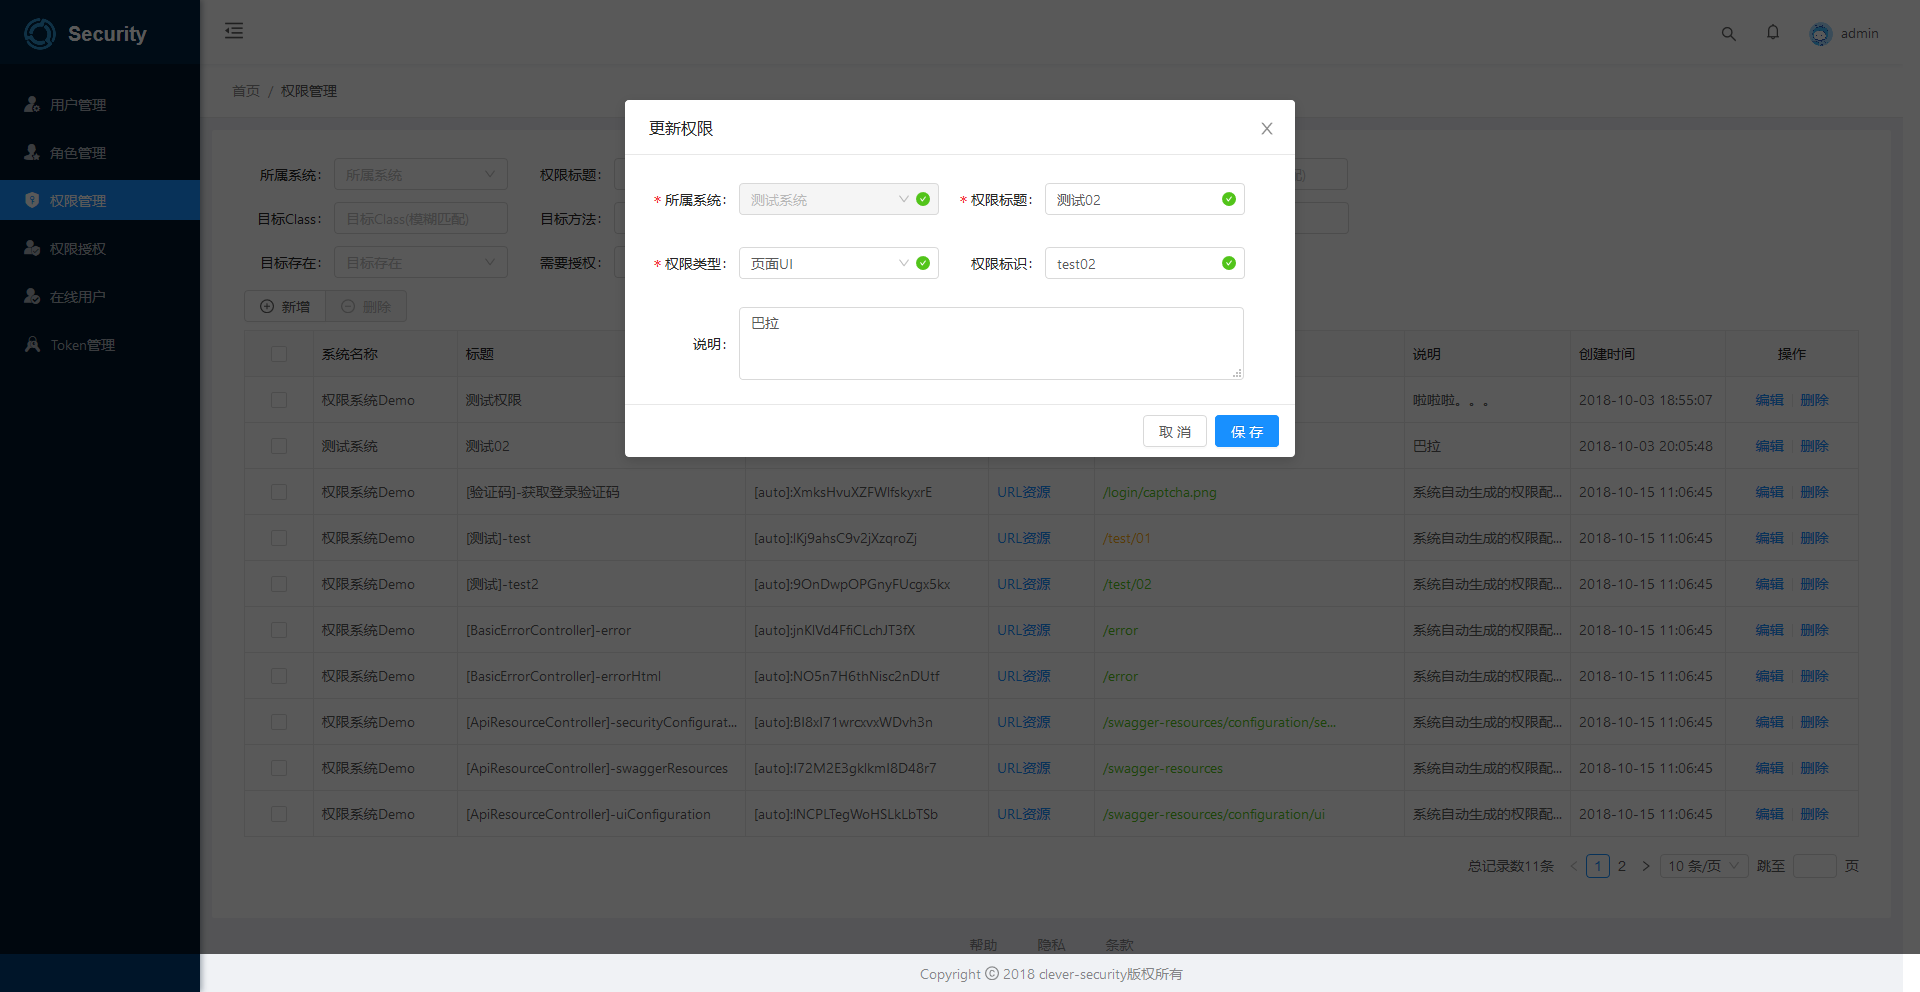 Security
admin
用户管理
角色管理
权限管理
权限授权
在线用户
Token管理
首页 / 权限管理
更新权限
* 所属系统: 测试系统 * 权限标题: 测试02
* 权限类型: 页面UI 权限标识: test02
说明: 巴拉
取 消 保 存
所属系统: 所属系统 权限标题:
目标Class: 目标Class(模糊匹配) 目标方法:
目标存在: 目标存在 需要授权:
新增 删除
系统名称 标题 说明 创建时间 操作
权限系统Demo 测试权限 啦啦啦。。。 2018-10-03 18:55:07 编辑 删除
测试系统 测试02 巴拉 2018-10-03 20:05:48 编辑 删除
权限系统Demo [验证码]-获取登录验证码 [auto]:XmksHvuXZFWlfskyxrE URL资源 /login/captcha.png 系统自动生成的权限配... 2018-10-15 11:06:45 编辑 删除
权限系统Demo [测试]-test [auto]:lKj9ahsC9v2jXzqroZj URL资源 /test/01 系统自动生成的权限配... 2018-10-15 11:06:45 编辑 删除
权限系统Demo [测试]-test2 [auto]:9OnDwpOPGnyFUcgx5kx URL资源 /test/02 系统自动生成的权限配... 2018-10-15 11:06:45 编辑 删除
权限系统Demo [BasicErrorController]-error [auto]:jnKlVd4FfiCLchJT3fX URL资源 /error 系统自动生成的权限配... 2018-10-15 11:06:45 编辑 删除
权限系统Demo [BasicErrorController]-errorHtml [auto]:NO5n7H6thNisc2nDUtf URL资源 /error 系统自动生成的权限配... 2018-10-15 11:06:45 编辑 删除
权限系统Demo [ApiResourceController]-securityConfigurat... [auto]:BI8xI71wrcxvxWDvh3n URL资源 /swagger-resources/configuration/se... 系统自动生成的权限配... 2018-10-15 11:06:45 编辑 删除
权限系统Demo [ApiResourceController]-swaggerResources [auto]:I72M2E3gklkmI8D48r7 URL资源 /swagger-resources 系统自动生成的权限配... 2018-10-15 11:06:45 编辑 删除
权限系统Demo [ApiResourceController]-uiConfiguration [auto]:lNCPLTegWoHSLkLbTSb URL资源 /swagger-resources/configuration/ui 系统自动生成的权限配... 2018-10-15 11:06:45 编辑 删除
总记录数11条 < 1 2 > 10 条/页 跳至 页
帮助 隐私 条款
Copyright © 2018 clever-security版权所有